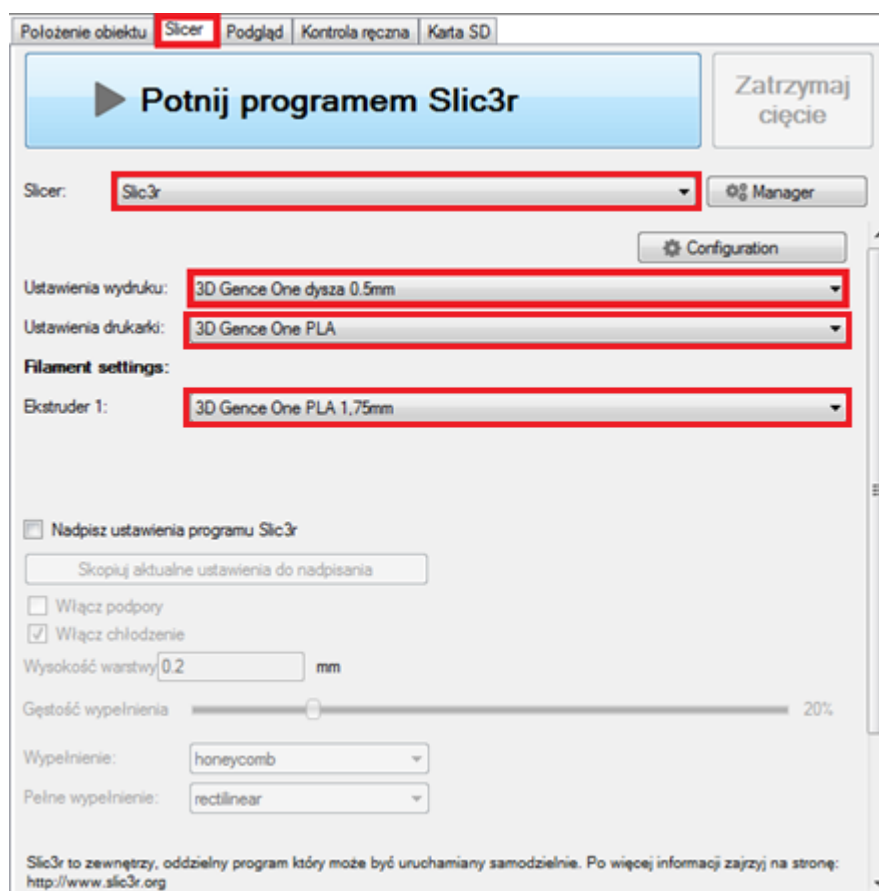 Położenie obiektu Slicer Podgląd Kontrola ręczna Karta SD
Potnij programem Slic3r
Zatrzymaj
cięcie
Slicer: Slic3r Manager
Configuration
Ustawienia wydruku: 3D Gence One dysza 0.5mm
Ustawienia drukarki: 3D Gence One PLA
Filament settings:
Ekstruder 1: 3D Gence One PLA 1,75mm
Nadpisz ustawienia programu Slic3r
Skopiuj aktualne ustawienia do nadpisania
Włącz podpory
Włącz chłodzenie
Wysokość warstwy 0.2 mm
Gęstość wypełnienia 20%
Wypełnienie: honeycomb
Pełne wypełnienie: rectilinear
Slic3r to zewnętrzy, oddzielny program który może być uruchamiany samodzielnie. Po więcej informacji zajrzyj na stronę:
http://www.slic3r.org